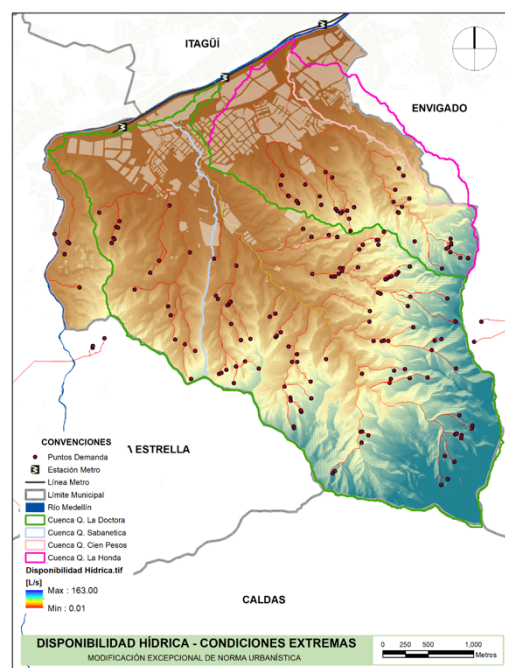 ITAGÜÍ
ENVIGADO
CONVENCIONES
Puntos Demanda
Estación Metro
Línea Metro
Límite Municipal
Río Medellín
Cuenca Q. La Doctora
Cuenca Q. Sabanetica
Cuenca Q. Cien Pesos
Cuenca Q. La Honda
Disponibilidad Hídrica.tif
[L/s]
Max : 163.00
Min : 0.01
ESTRELLA
CALDAS
DISPONIBILIDAD HÍDRICA - CONDICIONES EXTREMAS
MODIFICACIÓN EXCEPCIONAL DE NORMA URBANÍSTICA
0 250 500 1,000
Metros